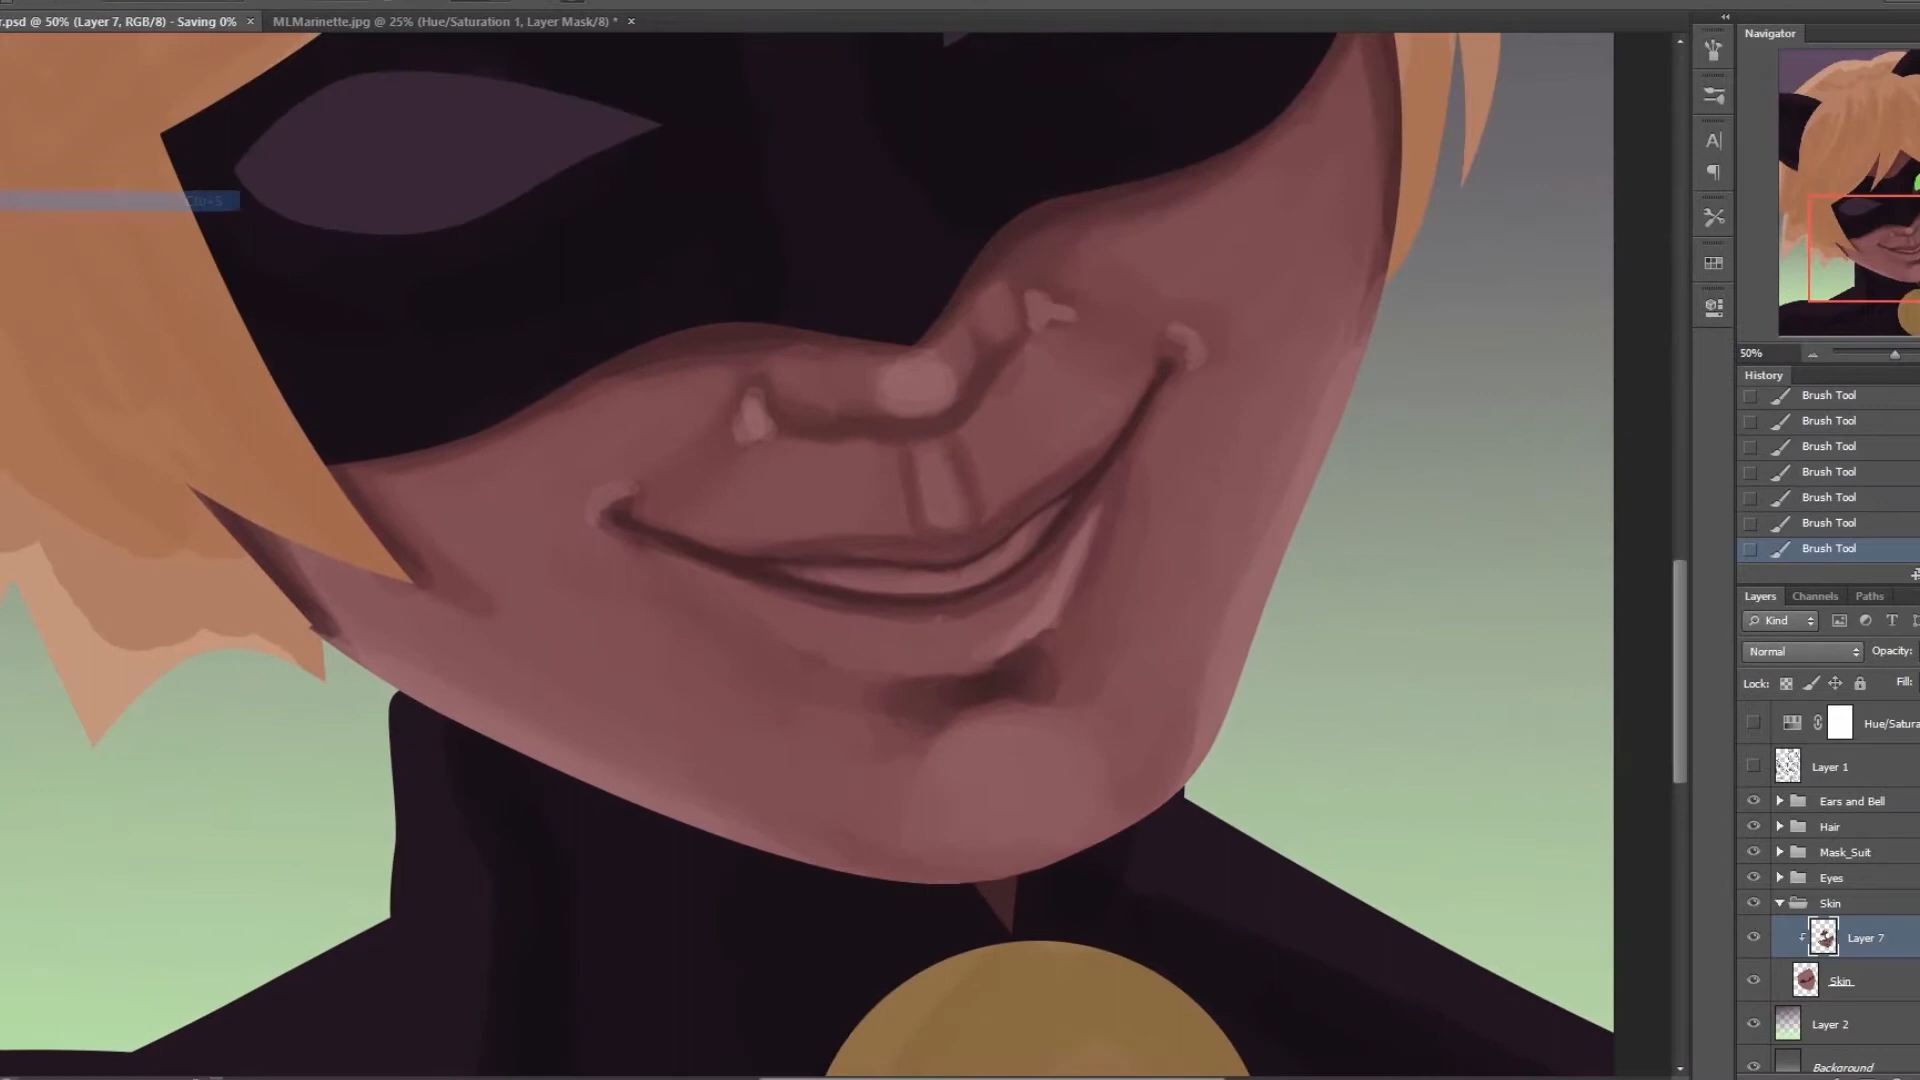 r.psd @ 50% (Layer 7, RGB/8) - Saving 0% ×
MLMarinette.jpg @ 25% (Hue/Saturation 1, Layer Mask/8) * ×
Ctrl+S
Navigator
50%
History
Brush Tool
Brush Tool
Brush Tool
Brush Tool
Brush Tool
Brush Tool
Brush Tool
Layers Channels Paths
Kind
Normal Opacity:
Lock: Fill:
Hue/Satura
Layer 1
Ears and Bell
Hair
Mask_Suit
Eyes
Skin
Layer 7
Skin
Layer 2
Background